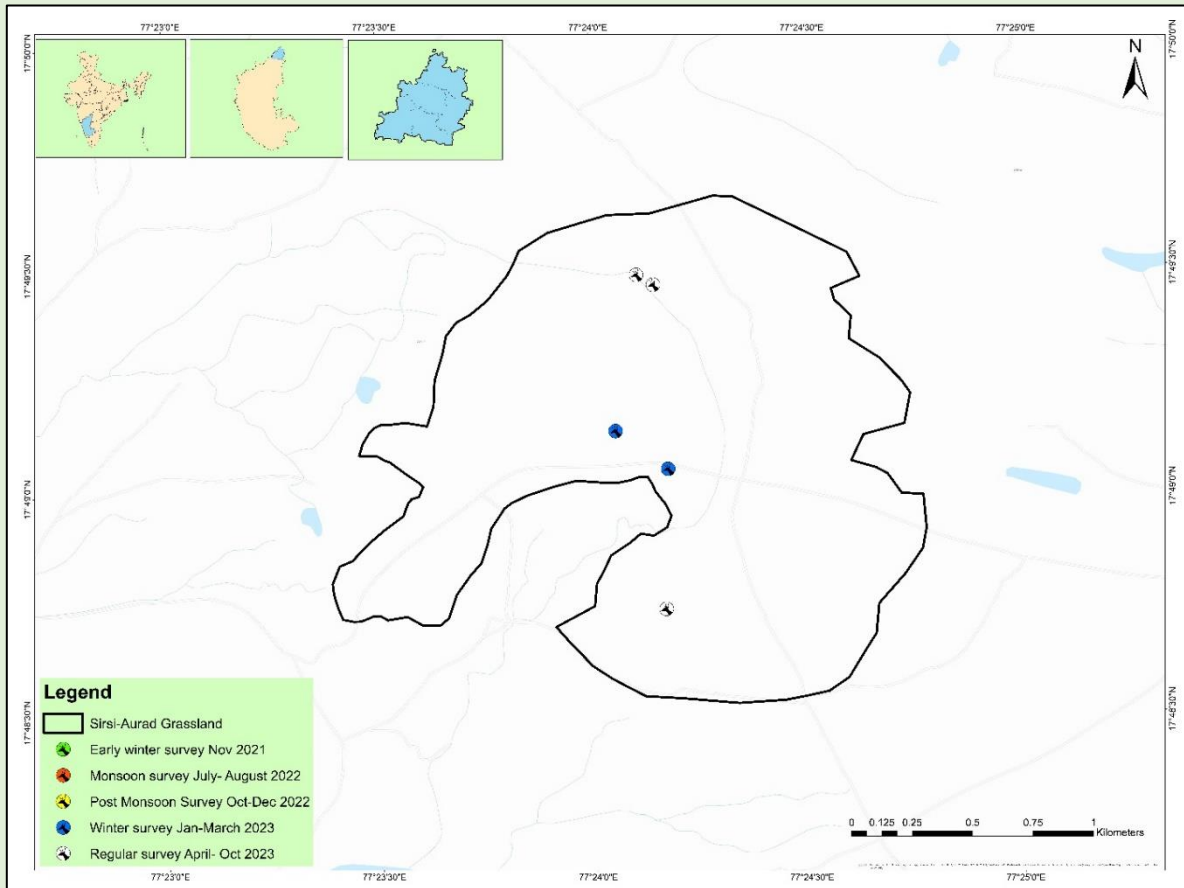 77°23'0"E 77°23'30"E 77°24'0"E 77°24'30"E 77°25'0"E
17°50'0"N 17°50'0"N
N
17°49'30"N 17°49'30"N
17°49'0"N 17°49'0"N
17°48'30"N 17°48'30"N
Legend
Sirsi-Aurad Grassland
Early winter survey Nov 2021
Monsoon survey July- August 2022
Post Monsoon Survey Oct-Dec 2022
Winter survey Jan-March 2023
Regular survey April- Oct 2023
0 0.125 0.25 0.5 0.75 1
Kilometers
77°23'0"E 77°23'30"E 77°24'0"E 77°24'30"E 77°25'0"E